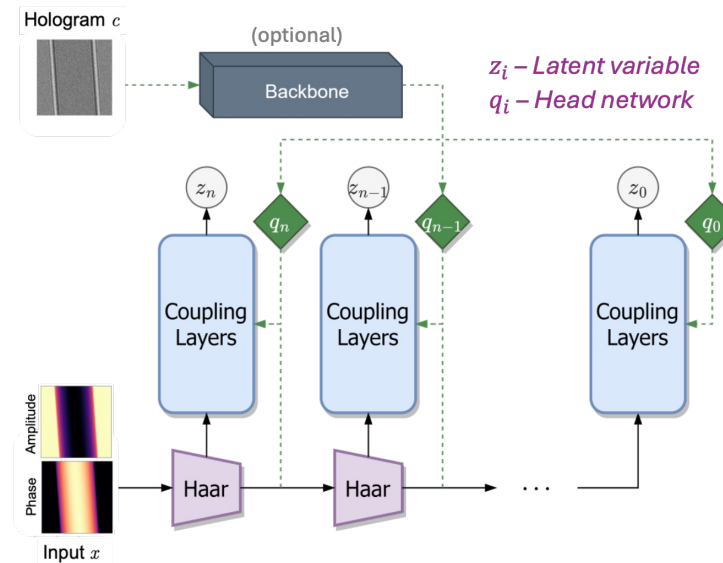 Hologram c
(optional)
Backbone
z_i – Latent variable
q_i – Head network
z_n
q_n
z_{n−1}
q_{n−1}
z_0
q_0
Coupling
Layers
Coupling
Layers
Coupling
Layers
Amplitude
Phase
Haar
Haar
...
Input x